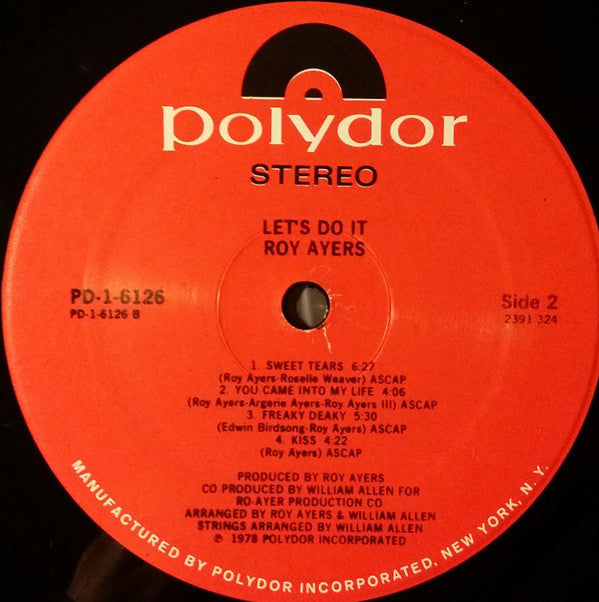 polydor
STEREO
LET'S DO IT
ROY AYERS
PD-1-6126
PD-1-6126 B
Side 2
2391 324
1. SWEET TEARS 6:27
(Roy Ayers-Roselle Weaver) ASCAP
2. YOU CAME INTO MY LIFE 4:06
(Roy Ayers-Argerie Ayers-Roy Ayers III) ASCAP
3. FREAKY DEAKY 5:30
(Edwin Birdsong-Roy Ayers) ASCAP
4. KISS 4:22
(Roy Ayers) ASCAP
PRODUCED BY ROY AYERS
CO PRODUCED BY WILLIAM ALLEN FOR
RO-AYER PRODUCTION CO
ARRANGED BY ROY AYERS & WILLIAM ALLEN
STRINGS ARRANGED BY WILLIAM ALLEN
℗ 1978 POLYDOR INCORPORATED
MANUFACTURED BY POLYDOR INCORPORATED, NEW YORK, N. Y.